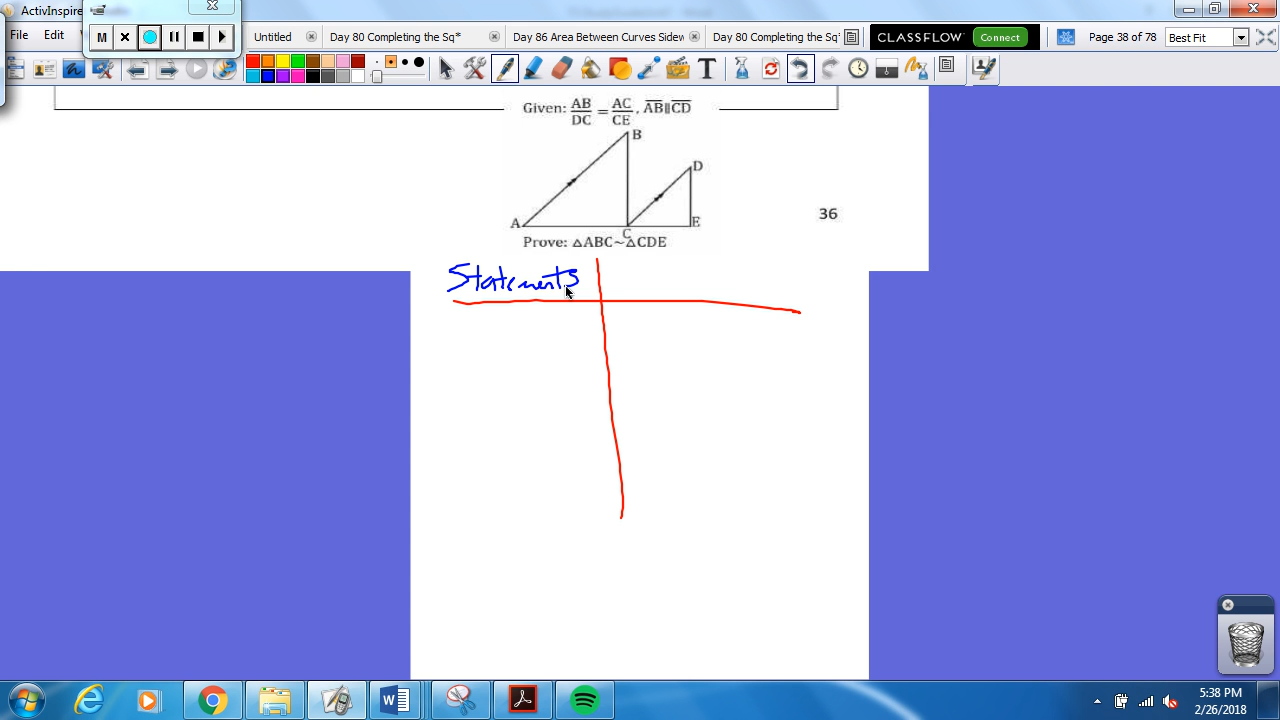 ActivInspire
File Edit
Untitled Day 80 Completing the Sq* Day 86 Area Between Curves Sidew Day 80 Completing the Sq CLASSFLOW Connect Page 38 of 78 Best Fit
Given: AB/DC = AC/CE , AB∥CD
B
D
A
C
E
36
Prove: △ABC~△CDE
Statements
5:38 PM
2/26/2018